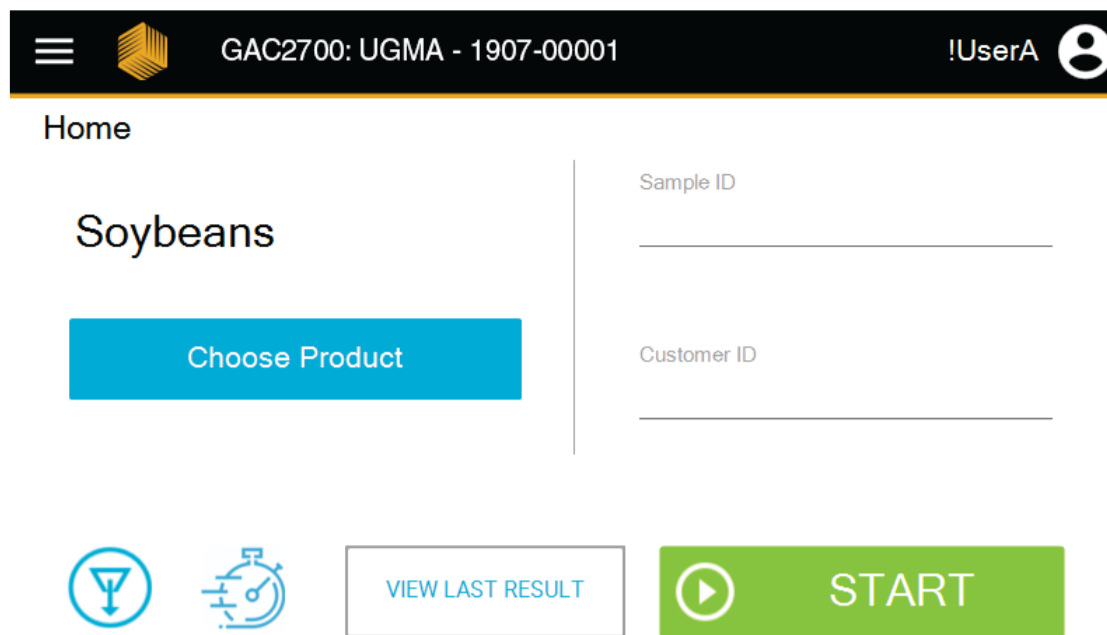 GAC2700: UGMA - 1907-00001
!UserA
Home
Soybeans
Choose Product
Sample ID
Customer ID
VIEW LAST RESULT
START